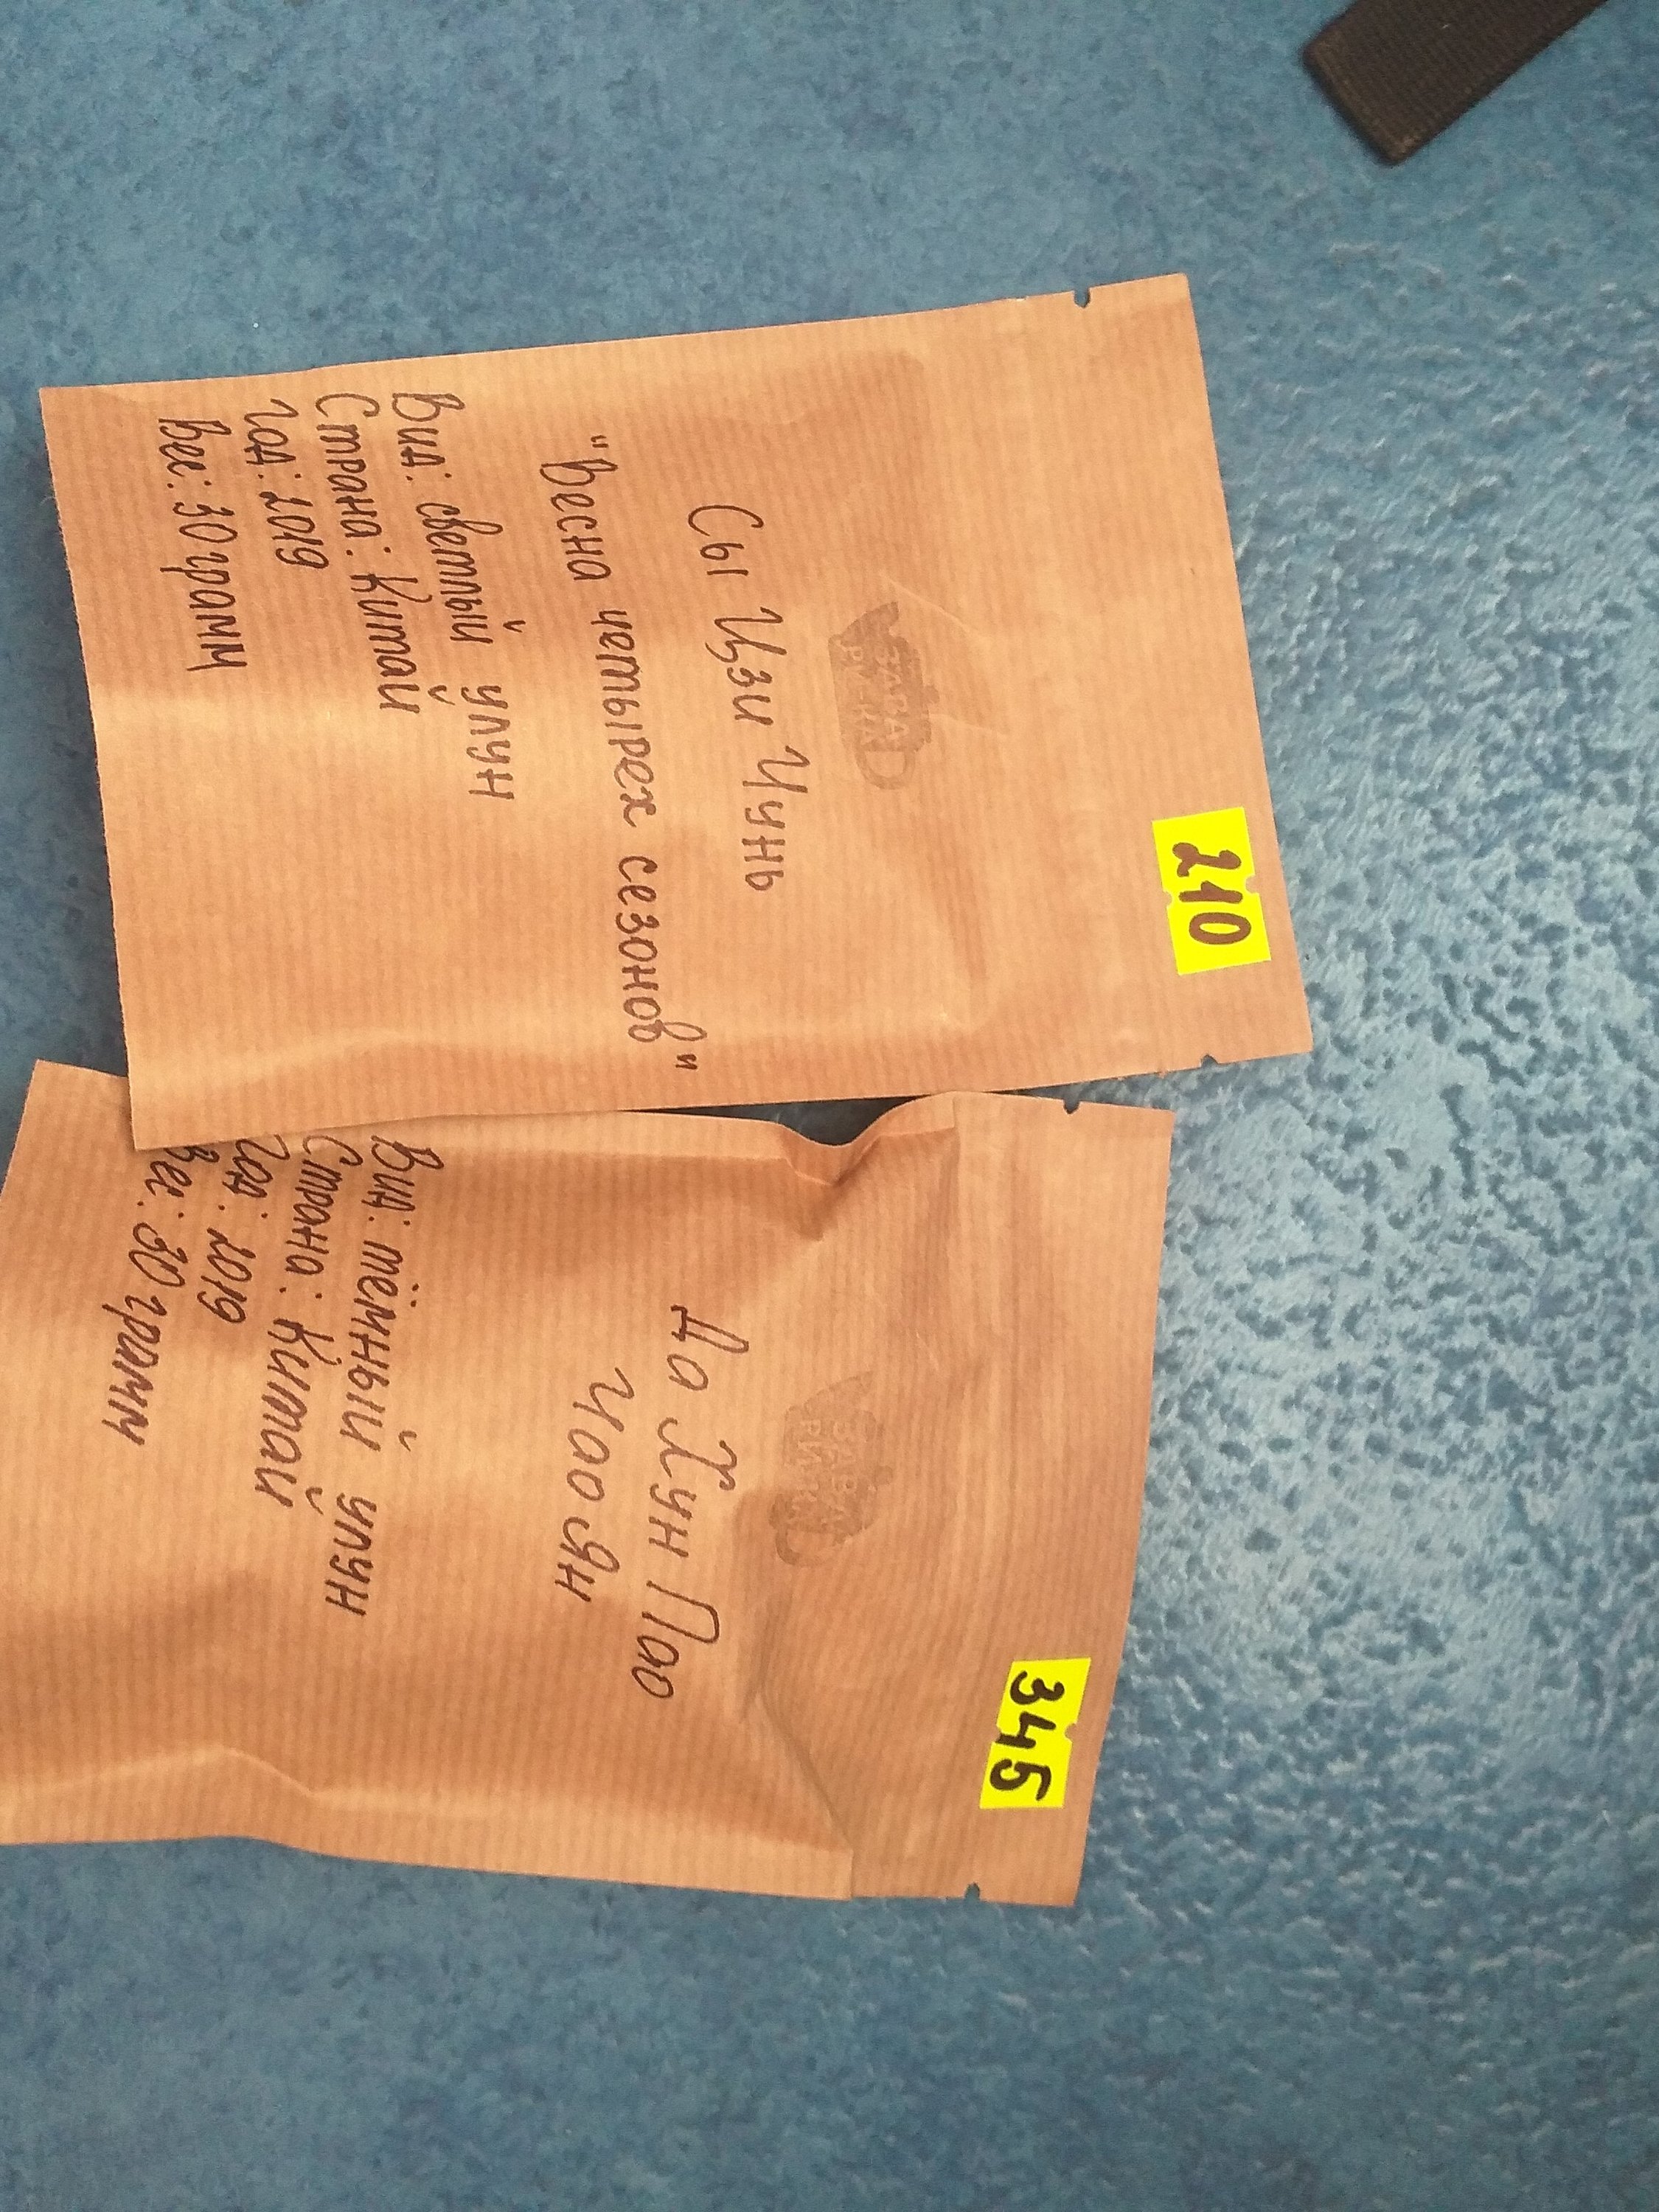 210
Сы Цзи Чунь
"Весна четырех сезонов"
Вид: светлый улун
Страна: Китай
Год: 2019
Вес: 30 грамм
345
Да Хун Пао
Чао Ян
Вид: тёмный улун
Страна: Китай
Год: 2019
Вес: 30 грамм